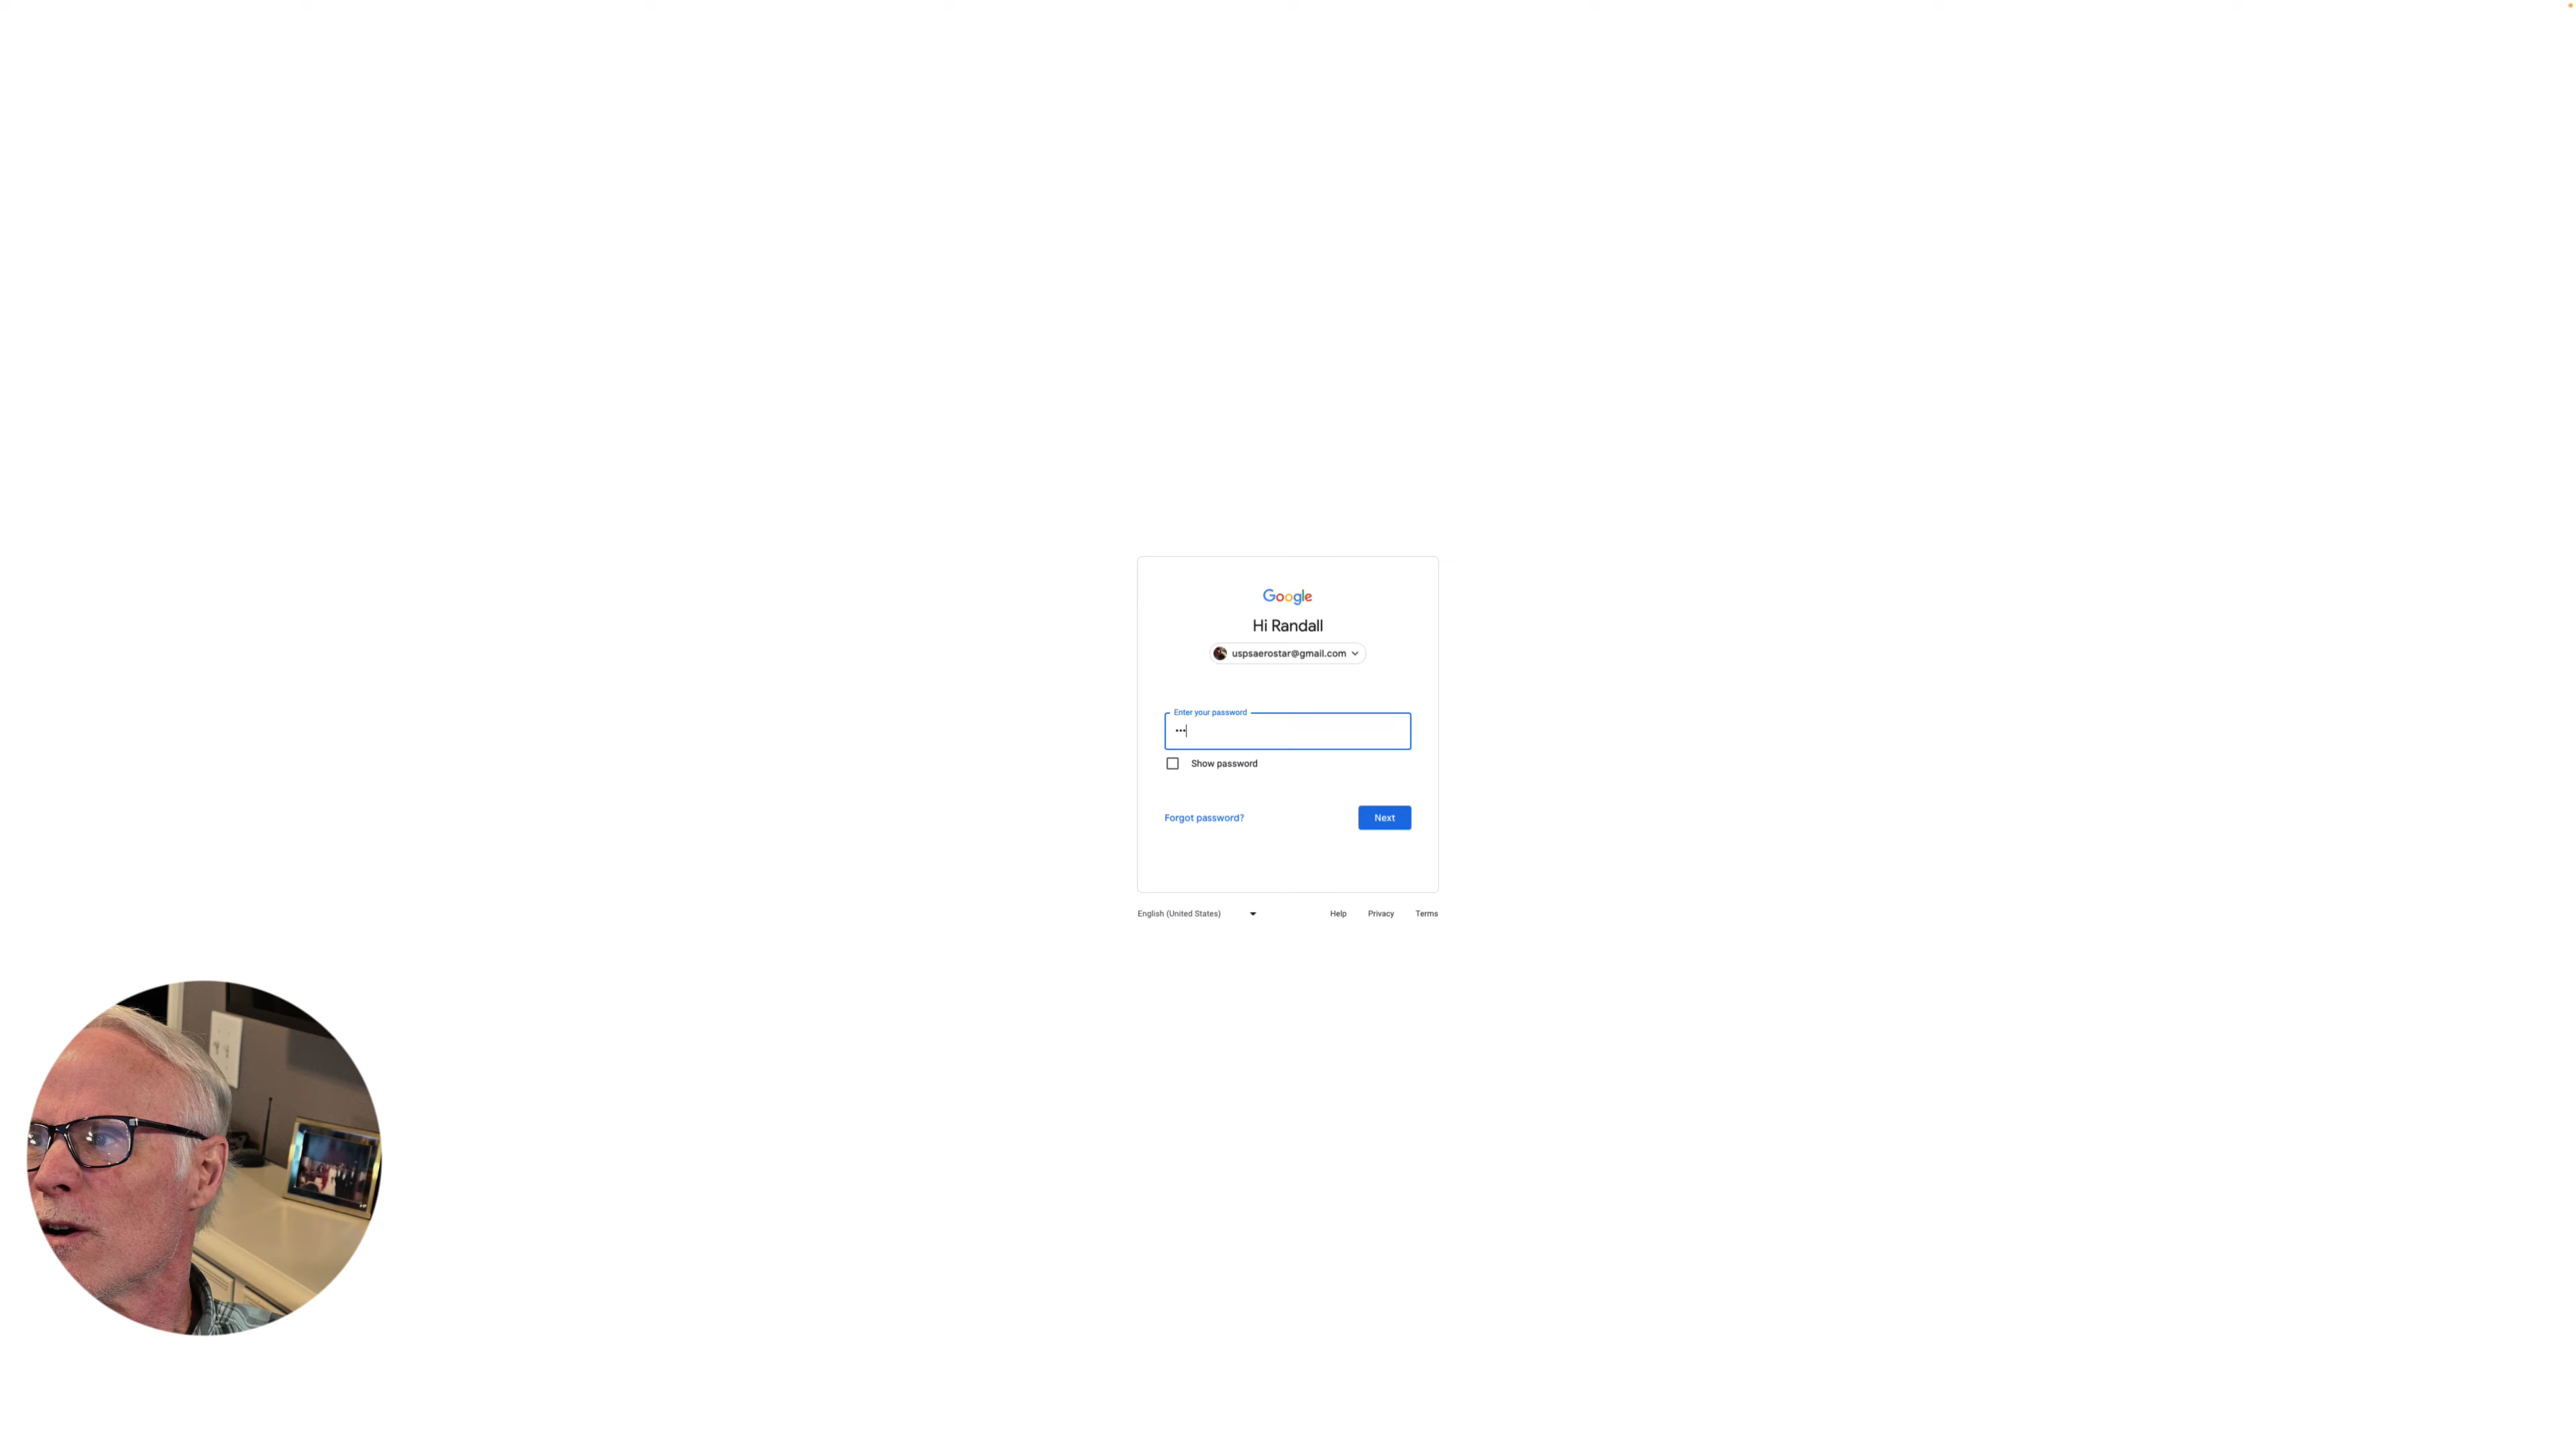 Google
Hi Randall
uspsaerostar@gmail.com
Enter your password
•••
Show password
Forgot password?
Next
English (United States)
Help Privacy Terms